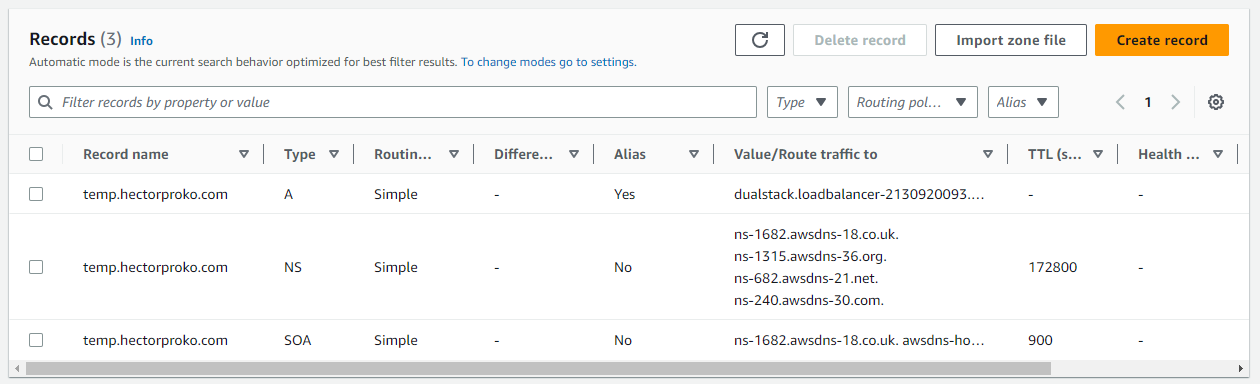 Records (3) Info
Delete record
Import zone file
Create record
Automatic mode is the current search behavior optimized for best filter results. To change modes go to settings.
Filter records by property or value
Type
Routing pol...
Alias
1
Record name Type Routin... Differe... Alias Value/Route traffic to TTL (s... Health ...
temp.hectorproko.com A Simple - Yes dualstack.loadbalancer-2130920093.... - -
temp.hectorproko.com NS Simple - No ns-1682.awsdns-18.co.uk. 172800 -
ns-1315.awsdns-36.org.
ns-682.awsdns-21.net.
ns-240.awsdns-30.com.
temp.hectorproko.com SOA Simple - No ns-1682.awsdns-18.co.uk. awsdns-ho... 900 -